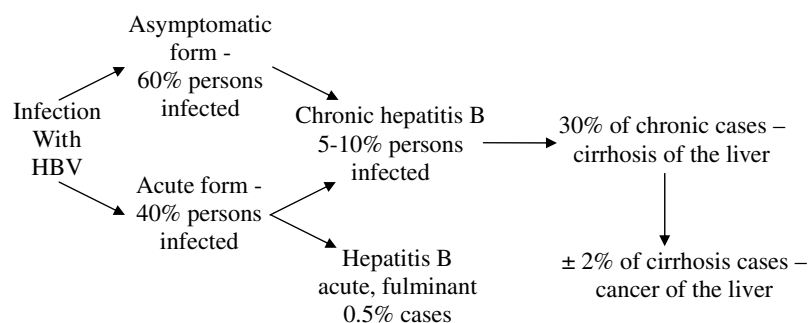 Asymptomatic
form -
60% persons
infected
Infection
With
HBV
Acute form -
40% persons
infected
Chronic hepatitis B
5-10% persons
infected
Hepatitis B
acute, fulminant
0.5% cases
30% of chronic cases –
cirrhosis of the liver
± 2% of cirrhosis cases –
cancer of the liver